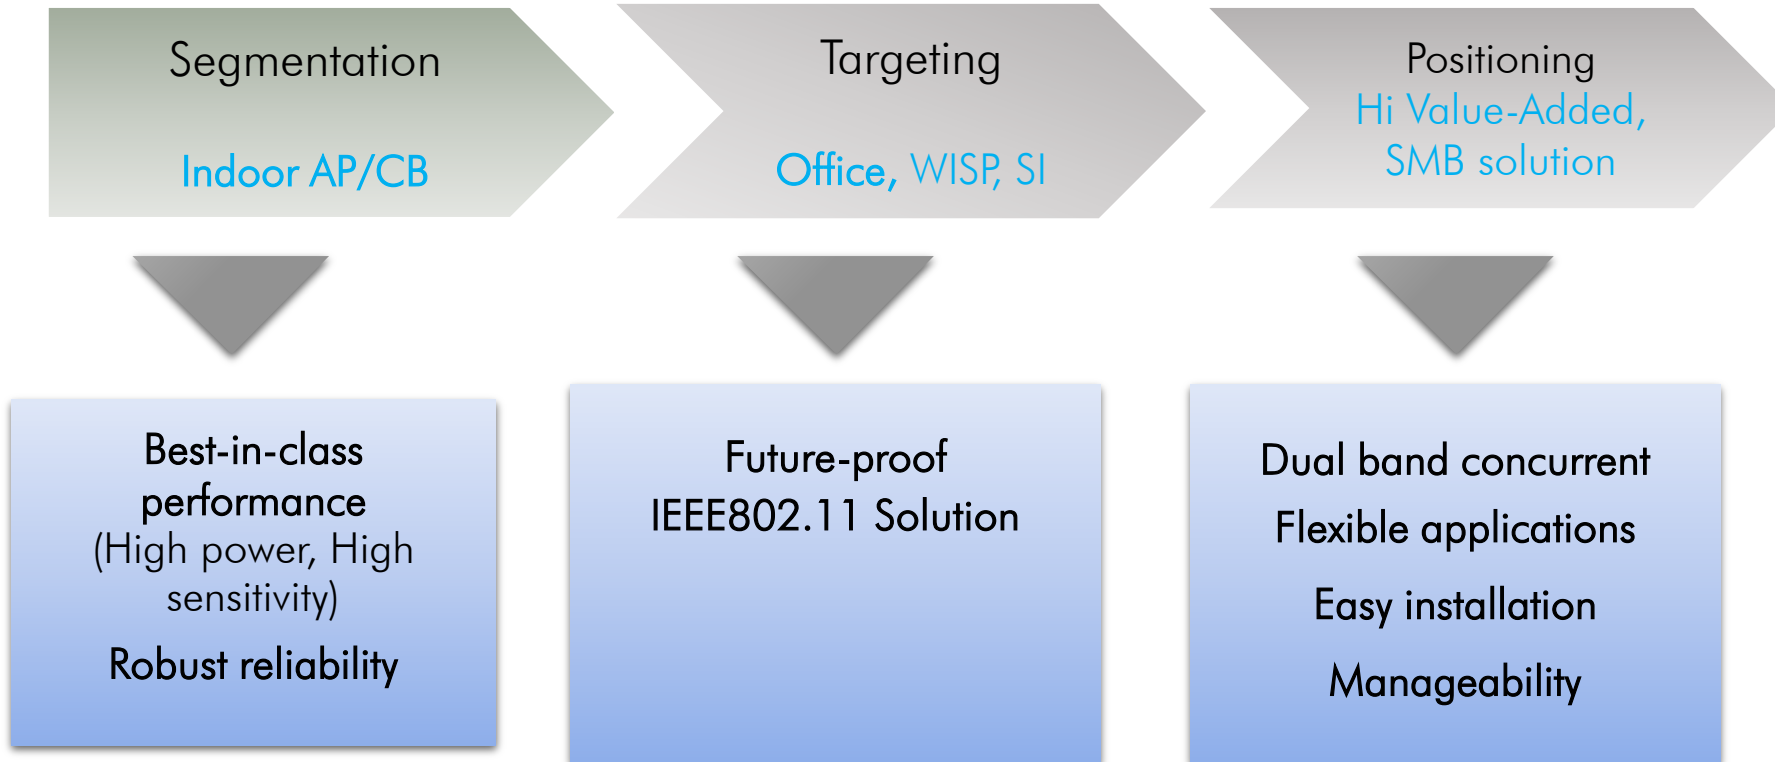 Segmentation
Indoor AP/CB
Targeting
Office, WISP, SI
Positioning
Hi Value-Added,
SMB solution
Best-in-class
performance
(High power, High
sensitivity)
Robust reliability
Future-proof
IEEE802.11 Solution
Dual band concurrent
Flexible applications
Easy installation
Manageability